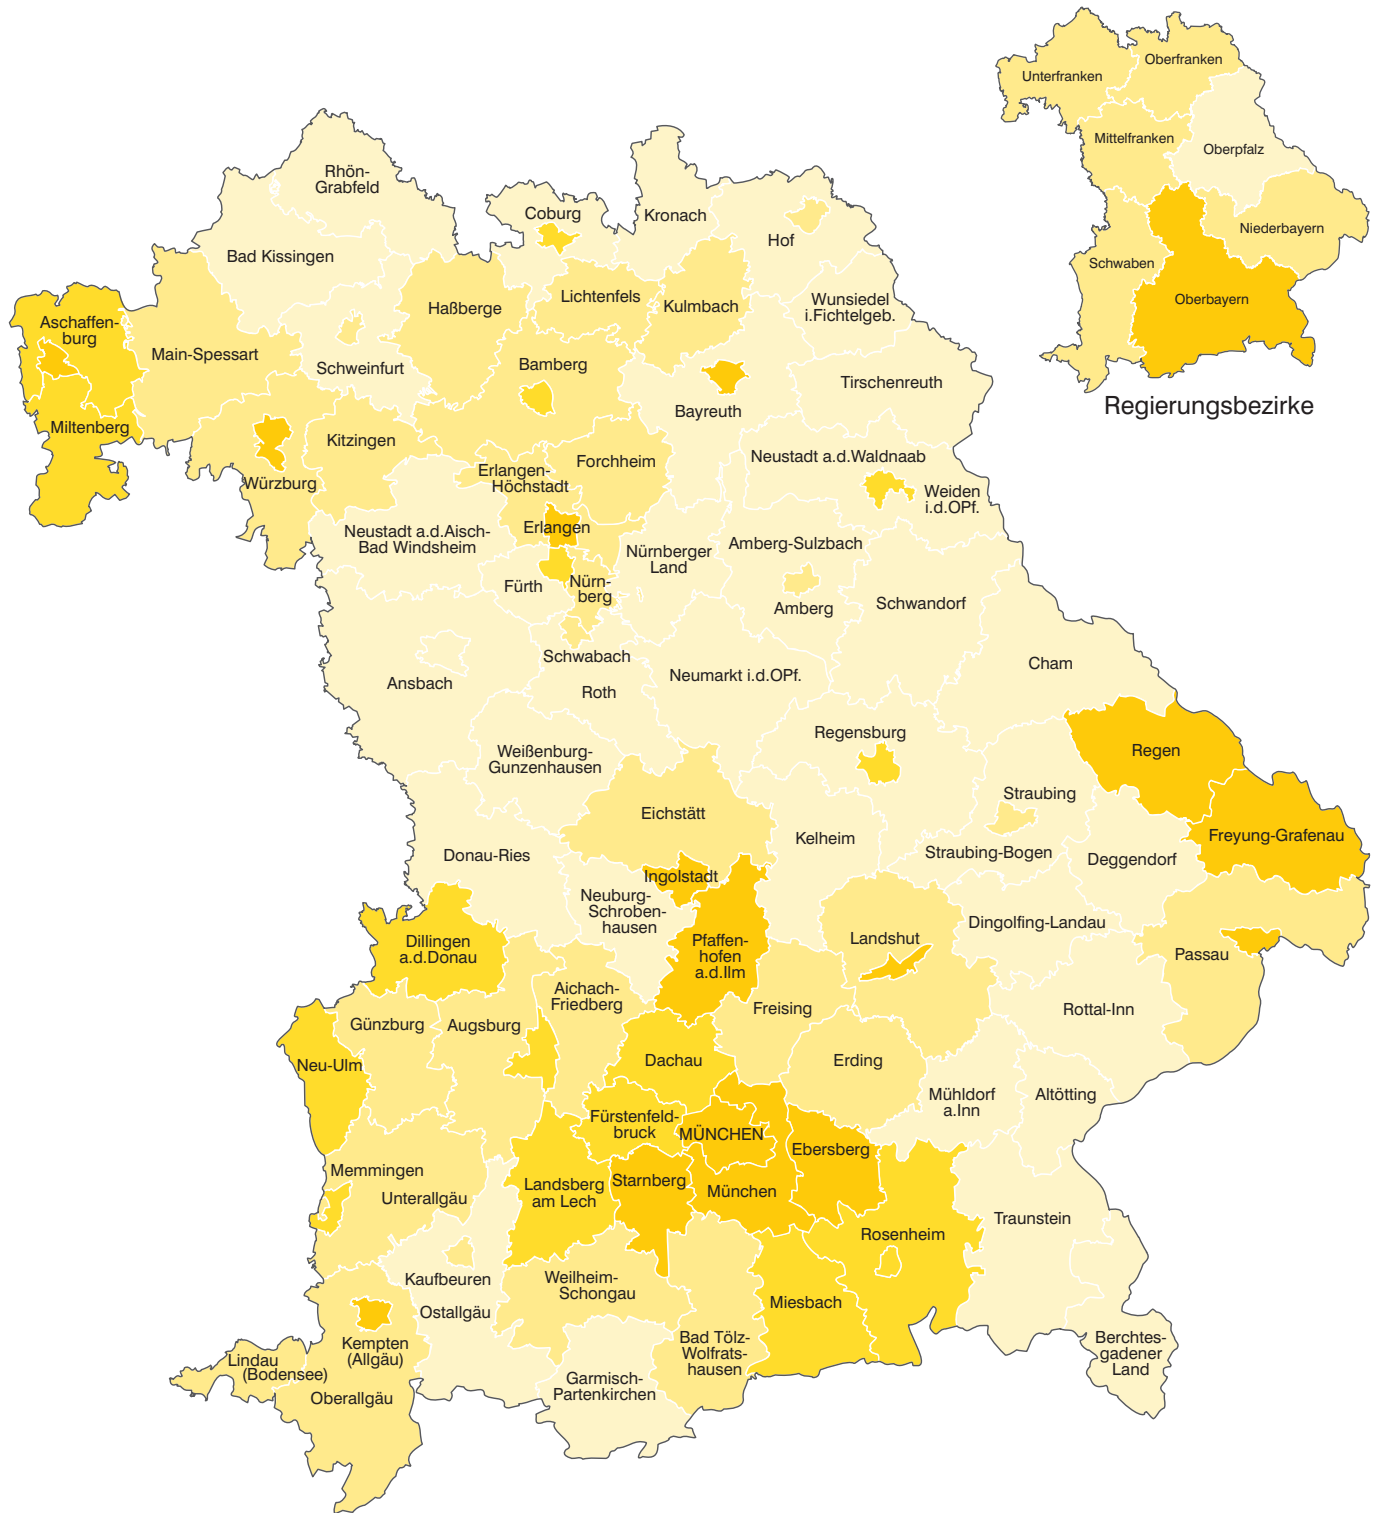 Unterfranken
Oberfranken
Mittelfranken
Oberpfalz
Niederbayern
Schwaben
Oberbayern
Regierungsbezirke
Rhön-
Grabfeld
Coburg
Kronach
Hof
Bad Kissingen
Haßberge
Lichtenfels
Kulmbach
Wunsiedel
i.Fichtelgeb.
Aschaffen-
burg
Main-Spessart
Schweinfurt
Bamberg
Bayreuth
Tirschenreuth
Miltenberg
Kitzingen
Würzburg
Erlangen-
Höchstadt
Forchheim
Neustadt a.d.Waldnaab
Weiden
i.d.OPf.
Neustadt a.d.Aisch-
Bad Windsheim
Erlangen
Fürth
Nürn-
berg
Nürnberger
Land
Amberg-Sulzbach
Amberg
Schwandorf
Cham
Ansbach
Schwabach
Roth
Neumarkt i.d.OPf.
Regensburg
Regen
Weißenburg-
Gunzenhausen
Eichstätt
Kelheim
Straubing
Straubing-Bogen
Deggendorf
Freyung-Grafenau
Donau-Ries
Ingolstadt
Neuburg-
Schroben-
hausen
Pfaffen-
hofen
a.d.Ilm
Landshut
Dingolfing-Landau
Passau
Dillingen
a.d.Donau
Aichach-
Friedberg
Freising
Rottal-Inn
Günzburg
Augsburg
Neu-Ulm
Dachau
Erding
Mühldorf
a.Inn
Altötting
Fürstenfeld-
bruck
MÜNCHEN
Ebersberg
Memmingen
Unterallgäu
Landsberg
am Lech
Starnberg
München
Rosenheim
Traunstein
Kaufbeuren
Ostallgäu
Weilheim-
Schongau
Miesbach
Bad Tölz-
Wolfrats-
hausen
Kempten
(Allgäu)
Lindau
(Bodensee)
Oberallgäu
Garmisch-
Partenkirchen
Berchtes-
gadener
Land